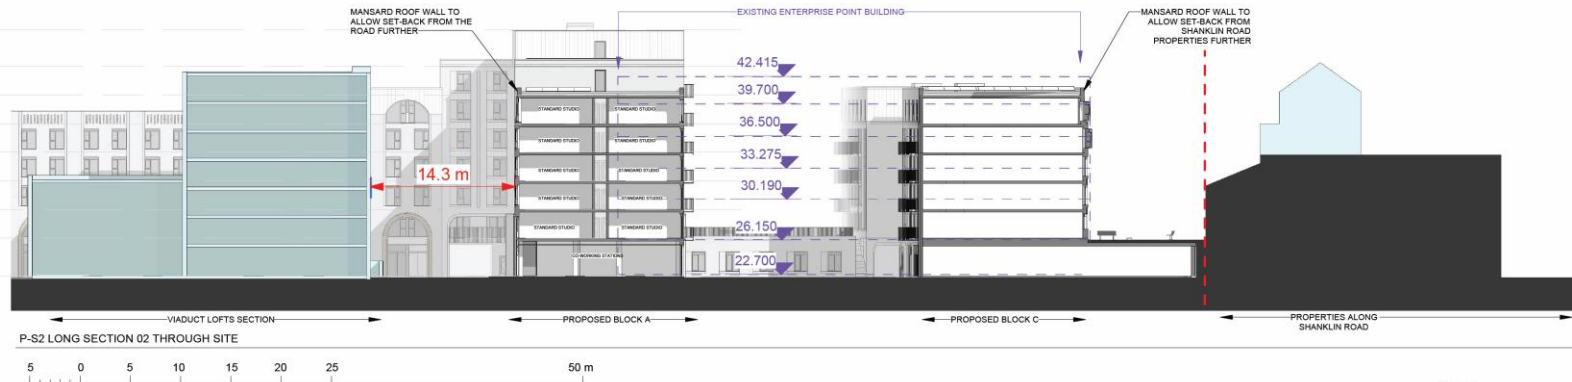 MANSARD ROOF WALL TO
ALLOW SET-BACK FROM THE
ROAD FURTHER
EXISTING ENTERPRISE POINT BUILDING
MANSARD ROOF WALL TO
ALLOW SET-BACK FROM
SHANKLIN ROAD
PROPERTIES FURTHER
42.415
39.700
36.500
33.275
30.190
26.150
22.700
14.3 m
STANDARD STUDIO STANDARD STUDIO
STANDARD STUDIO STANDARD STUDIO
STANDARD STUDIO STANDARD STUDIO
STANDARD STUDIO STANDARD STUDIO
STANDARD STUDIO STANDARD STUDIO
CO-WORKING STATIONS
VIADUCT LOFTS SECTION
PROPOSED BLOCK A
PROPOSED BLOCK C
PROPERTIES ALONG
SHANKLIN ROAD
P-S2 LONG SECTION 02 THROUGH SITE
5 0 5 10 15 20 25 50 m